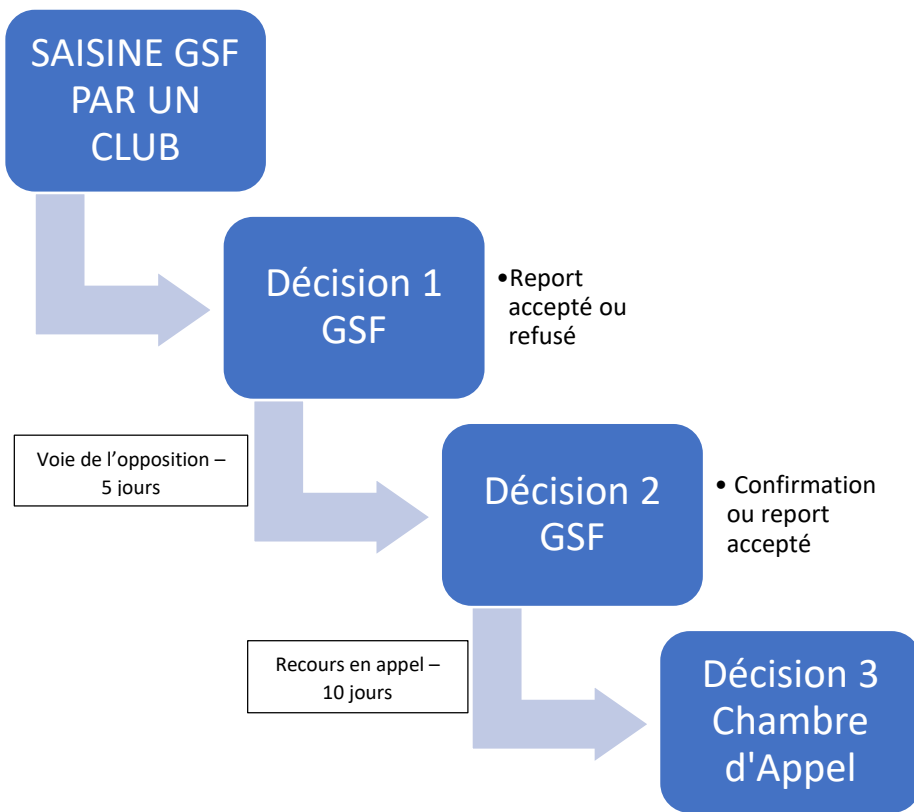 SAISINE GSF
PAR UN
CLUB
Décision 1
GSF
•Report
accepté ou
refusé
Voie de l’opposition –
5 jours
Décision 2
GSF
• Confirmation
ou report
accepté
Recours en appel –
10 jours
Décision 3
Chambre
d'Appel